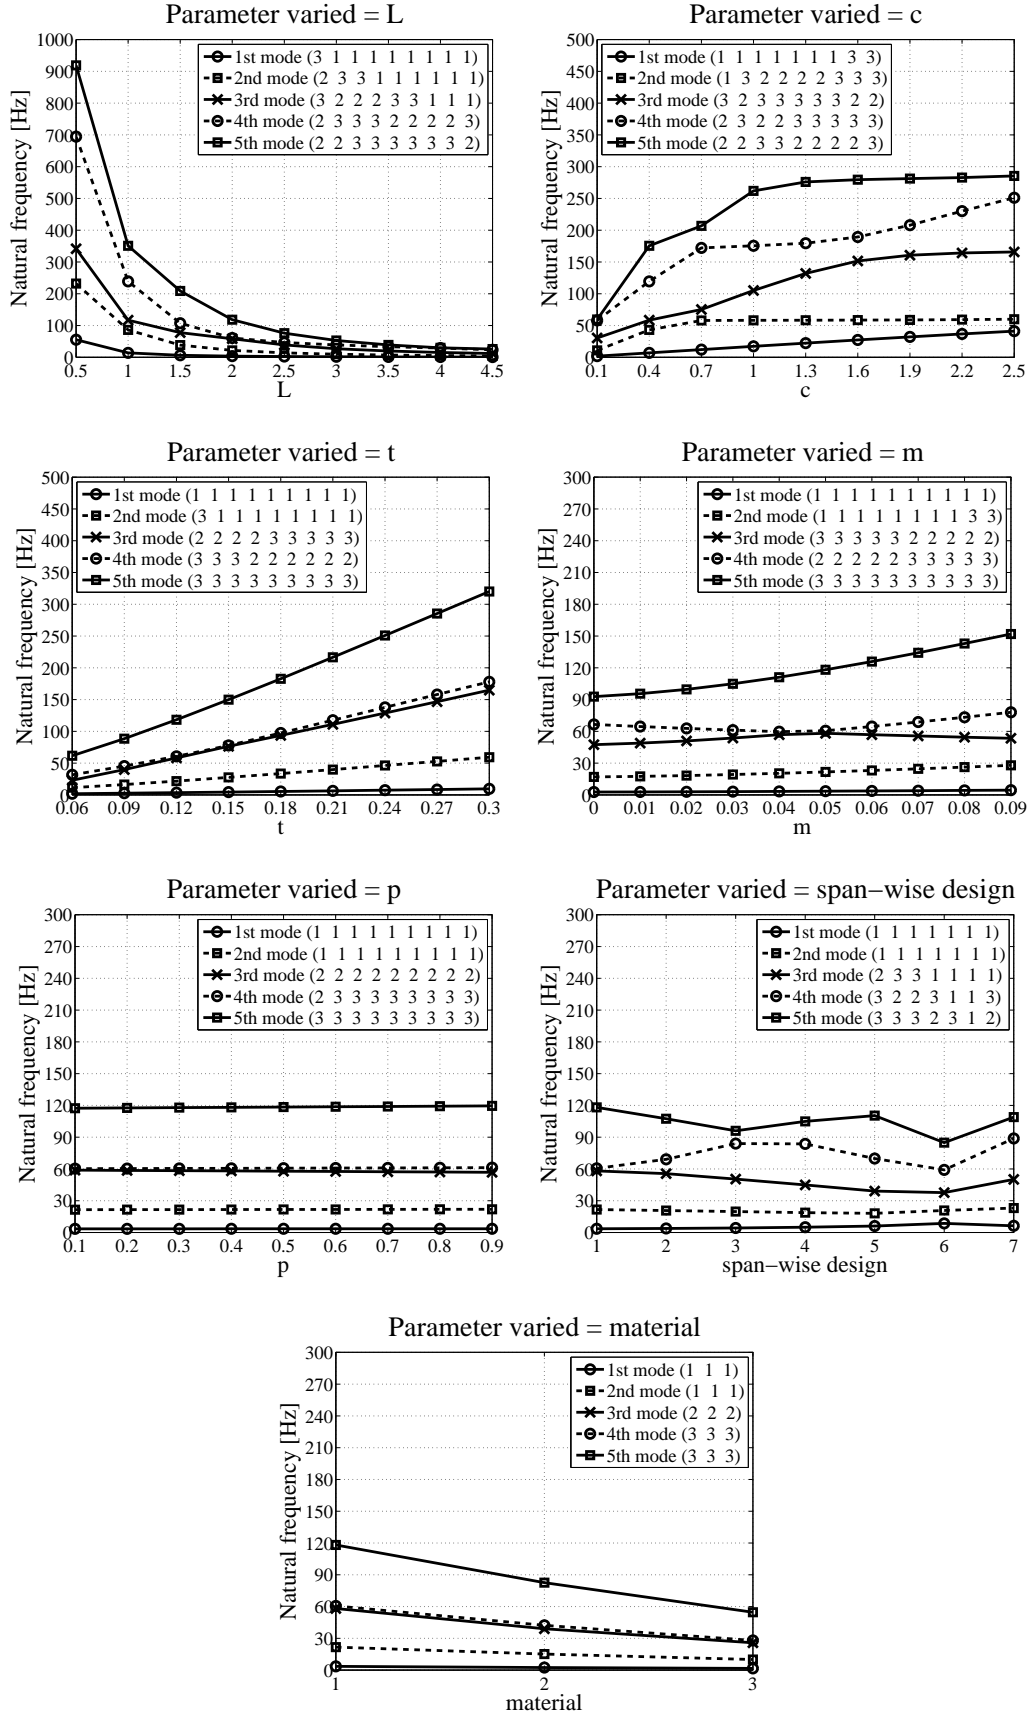 Parameter varied = L
1000
900
800
700
600
500
400
300
200
100
0
Natural frequency [Hz]
1st mode (3 1 1 1 1 1 1 1 1)
2nd mode (2 3 3 1 1 1 1 1 1)
3rd mode (3 2 2 2 3 3 1 1 1)
4th mode (2 3 3 3 2 2 2 2 3)
5th mode (2 2 3 3 3 3 3 3 2)
0.5 1 1.5 2 2.5 3 3.5 4 4.5
L
Parameter varied = c
500
450
400
350
300
250
200
150
100
50
0
Natural frequency [Hz]
1st mode (1 1 1 1 1 1 1 3 3)
2nd mode (1 3 2 2 2 2 3 3 3)
3rd mode (3 2 3 3 3 3 3 2 2)
4th mode (2 3 2 2 3 3 3 3 3)
5th mode (2 2 3 3 2 2 2 2 3)
0.1 0.4 0.7 1 1.3 1.6 1.9 2.2 2.5
c
Parameter varied = t
500
450
400
350
300
250
200
150
100
50
0
Natural frequency [Hz]
1st mode (1 1 1 1 1 1 1 1 1)
2nd mode (3 1 1 1 1 1 1 1 1)
3rd mode (2 2 2 2 3 3 3 3 3)
4th mode (3 3 3 3 2 2 2 2 2)
5th mode (3 3 3 3 3 3 3 3 3)
0.06 0.09 0.12 0.15 0.18 0.21 0.24 0.27 0.3
t
Parameter varied = m
300
270
240
210
180
150
120
90
60
30
0
Natural frequency [Hz]
1st mode (1 1 1 1 1 1 1 1 1 1)
2nd mode (1 1 1 1 1 1 1 1 3 3)
3rd mode (3 3 3 3 3 2 2 2 2 2)
4th mode (2 2 2 2 2 3 3 3 3 3)
5th mode (3 3 3 3 3 3 3 3 3 3)
0 0.01 0.02 0.03 0.04 0.05 0.06 0.07 0.08 0.09
m
Parameter varied = p
300
270
240
210
180
150
120
90
60
30
0
Natural frequency [Hz]
1st mode (1 1 1 1 1 1 1 1 1)
2nd mode (1 1 1 1 1 1 1 1 1)
3rd mode (2 2 2 2 2 2 2 2 2)
4th mode (2 3 3 3 3 3 3 3 3)
5th mode (3 3 3 3 3 3 3 3 3)
0.1 0.2 0.3 0.4 0.5 0.6 0.7 0.8 0.9
p
Parameter varied = span−wise design
300
270
240
210
180
150
120
90
60
30
0
Natural frequency [Hz]
1st mode (1 1 1 1 1 1 1)
2nd mode (1 1 1 1 1 1 1)
3rd mode (2 3 3 1 1 1 1)
4th mode (3 2 2 3 1 1 3)
5th mode (3 3 3 2 3 1 2)
1 2 3 4 5 6 7
span−wise design
Parameter varied = material
300
270
240
210
180
150
120
90
60
30
0
Natural frequency [Hz]
1st mode (1 1 1)
2nd mode (1 1 1)
3rd mode (2 2 2)
4th mode (3 3 3)
5th mode (3 3 3)
1 2 3
material